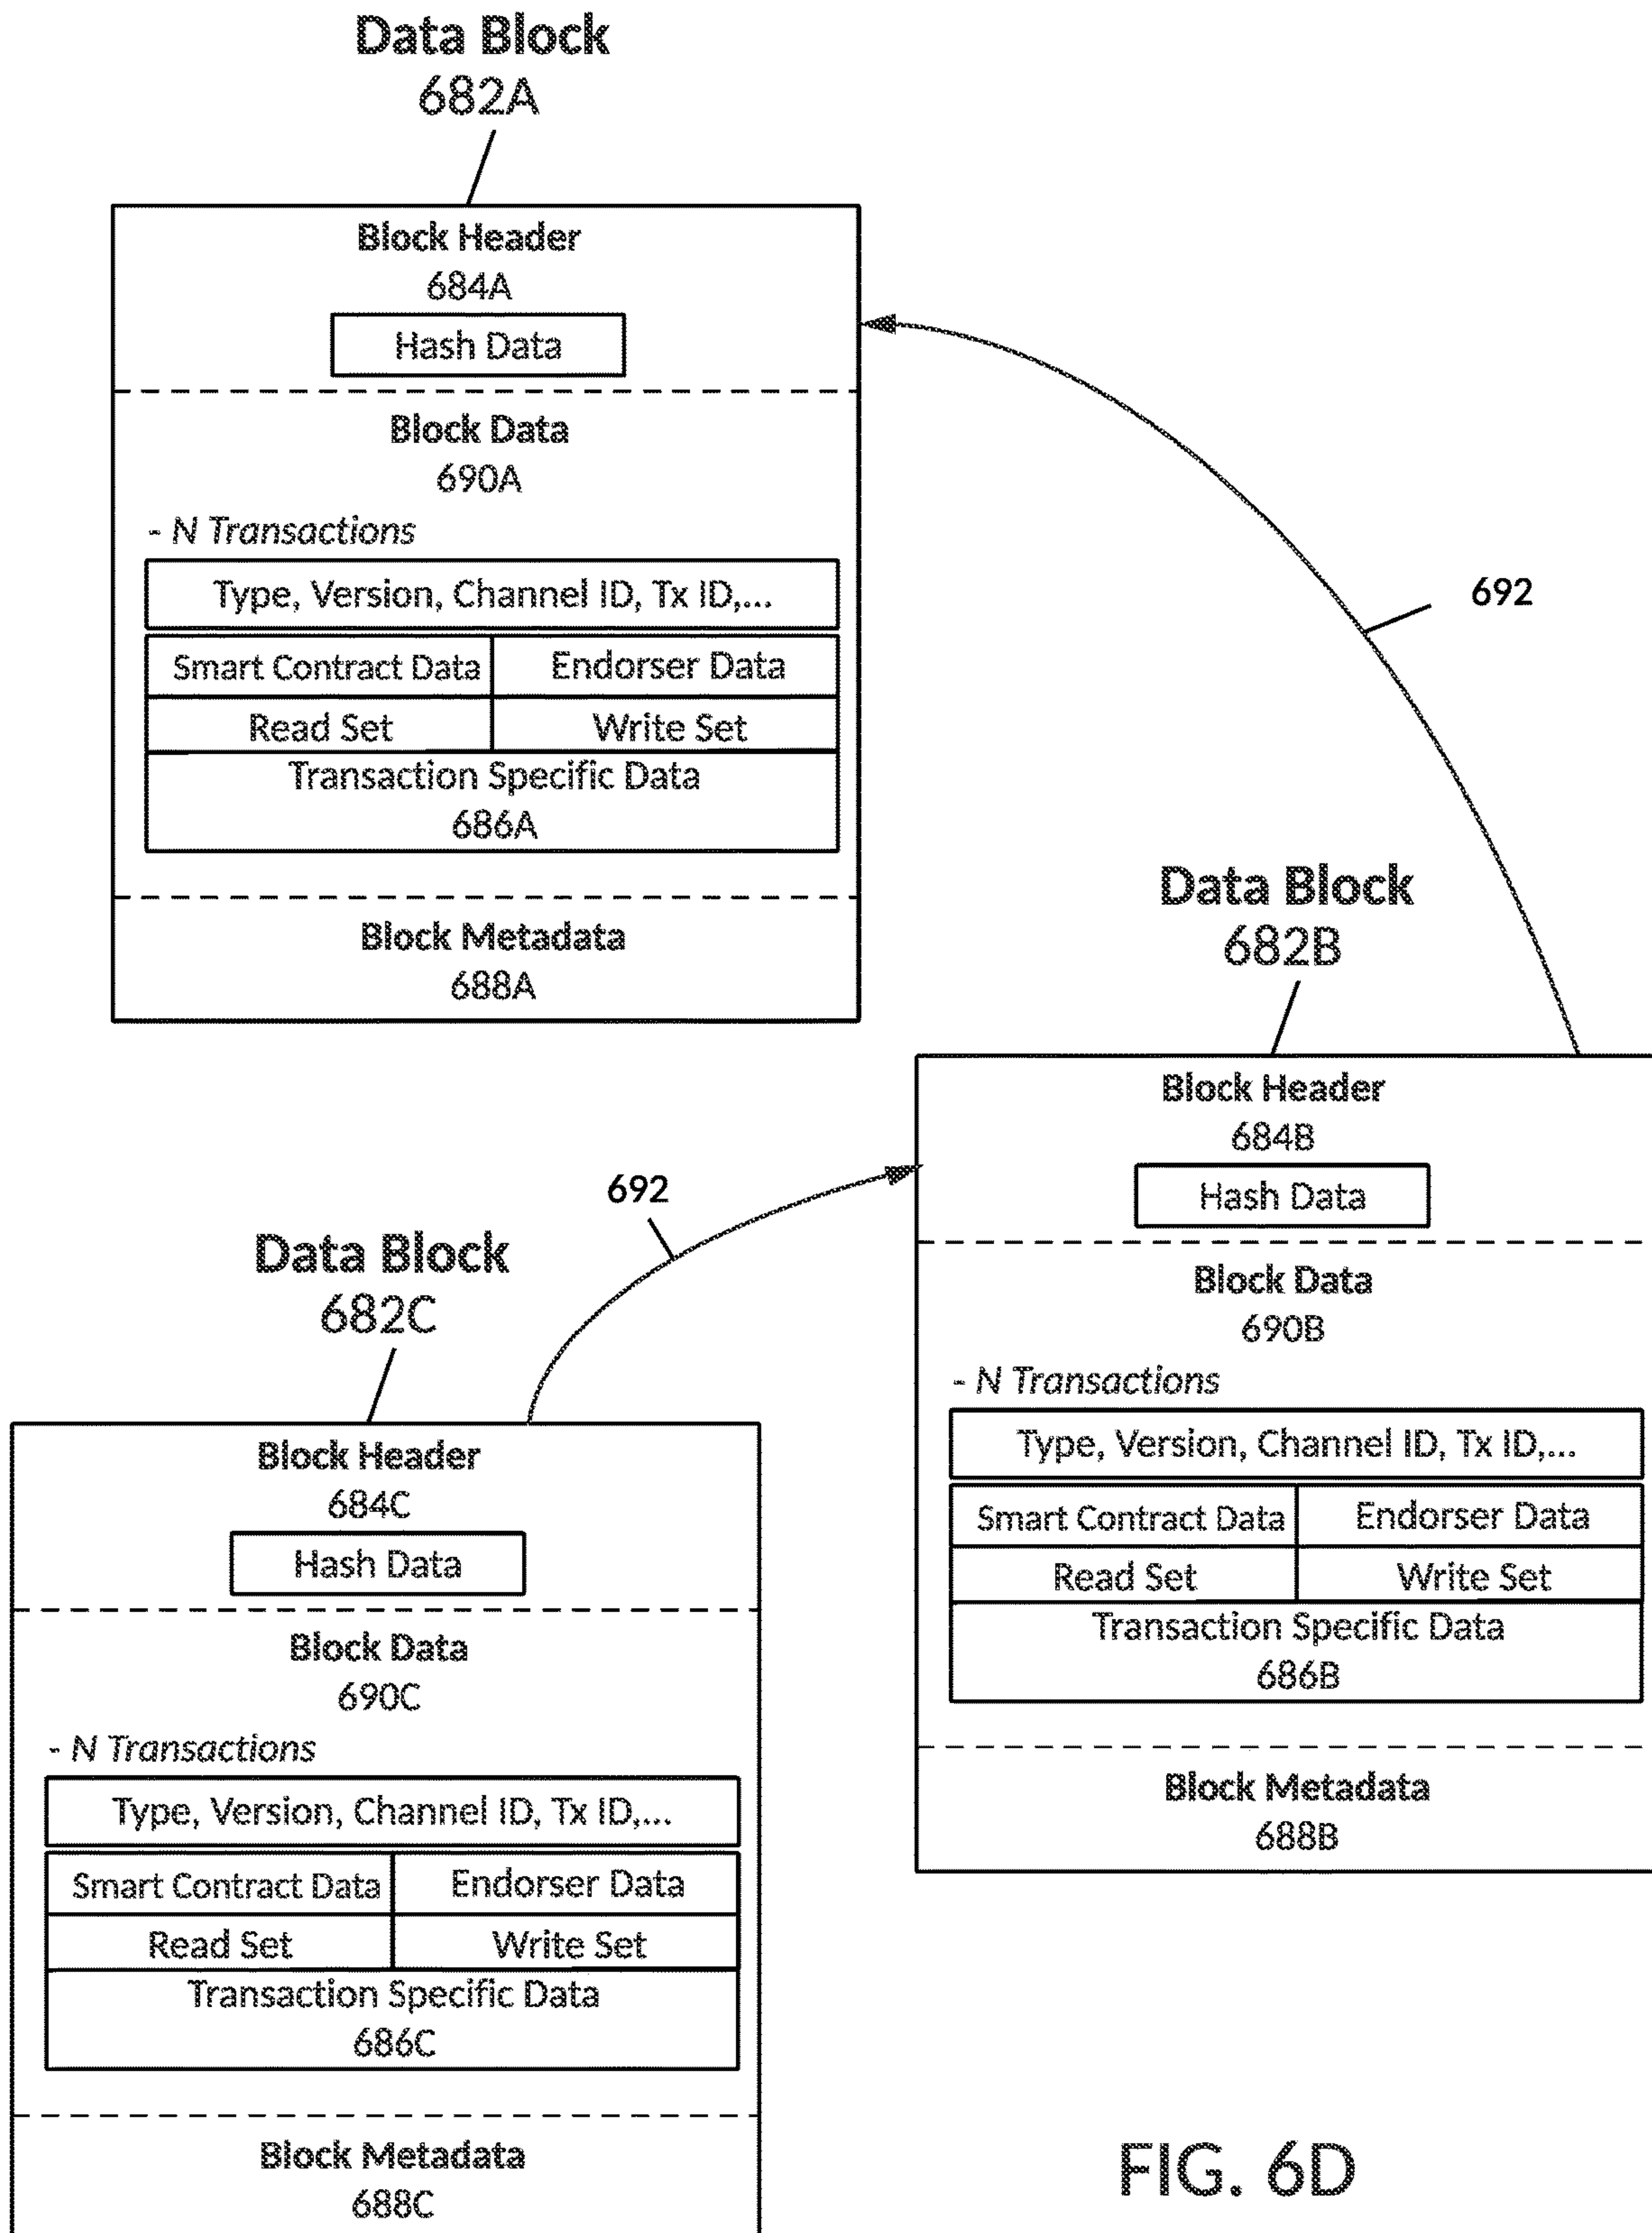 Data Block
682A
Block Header
684A
Hash Data
Block Data
690A
- N Transactions
Type, Version, Channel ID, Tx ID,...
Smart Contract Data Endorser Data
Read Set Write Set
Transaction Specific Data
686A
Block Metadata
688A
692
Data Block
682B
Block Header
684B
Hash Data
Block Data
690B
- N Transactions
Type, Version, Channel ID, Tx ID,...
Smart Contract Data Endorser Data
Read Set Write Set
Transaction Specific Data
686B
Block Metadata
688B
692
Data Block
682C
Block Header
684C
Hash Data
Block Data
690C
- N Transactions
Type, Version, Channel ID, Tx ID,...
Smart Contract Data Endorser Data
Read Set Write Set
Transaction Specific Data
686C
Block Metadata
688C
FIG. 6D